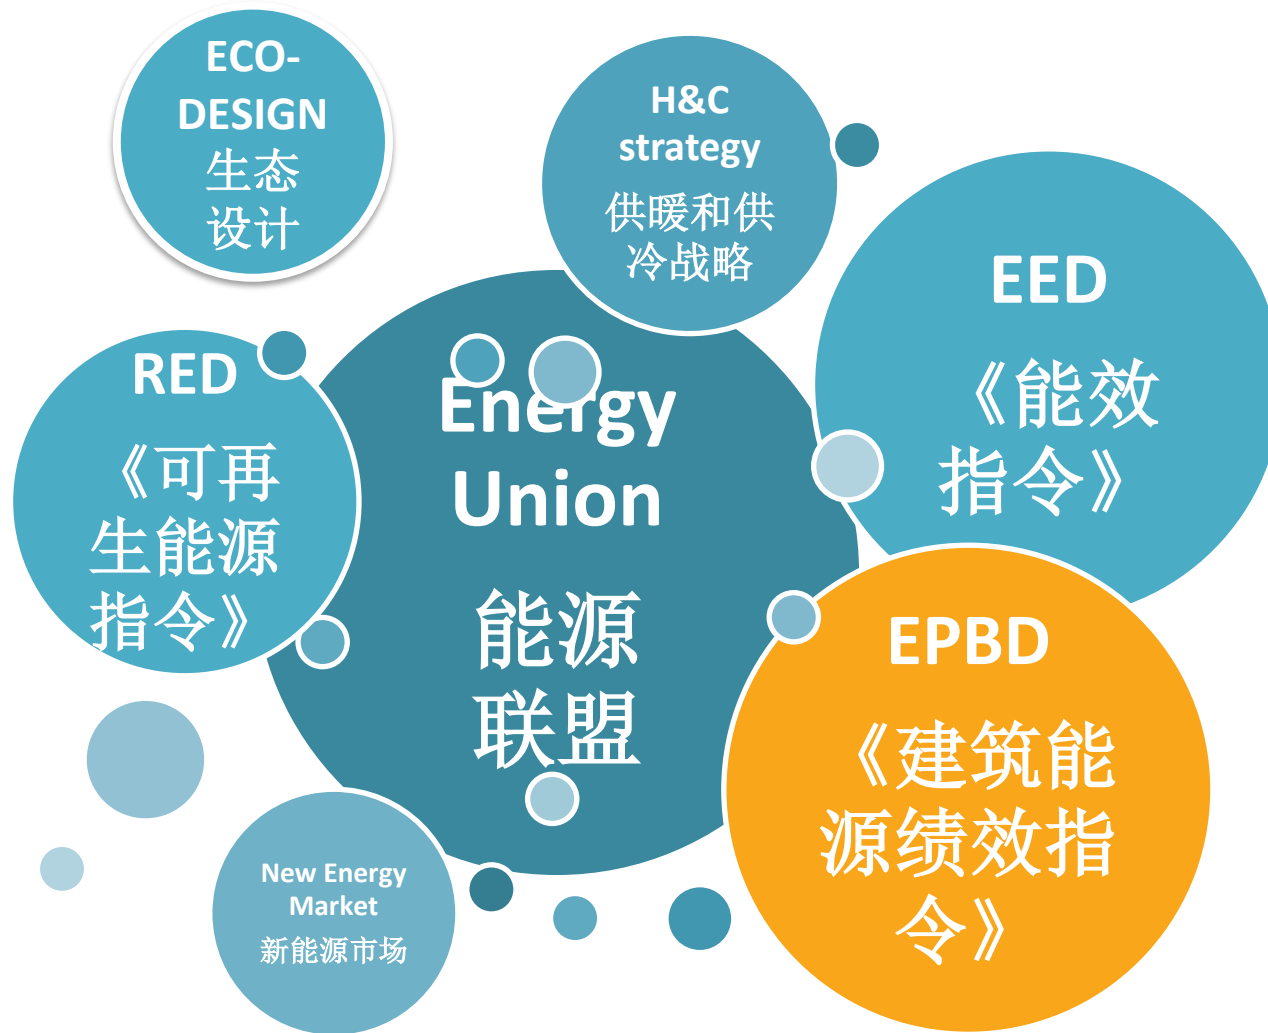 ECO-
DESIGN
生态
设计
H&C
strategy
供暖和供
冷战略
EED
《能效
指令》
RED
《可再
生能源
指令》
Energy
Union
能源
联盟
EPBD
《建筑能
源绩效指
令》
New Energy
Market
新能源市场